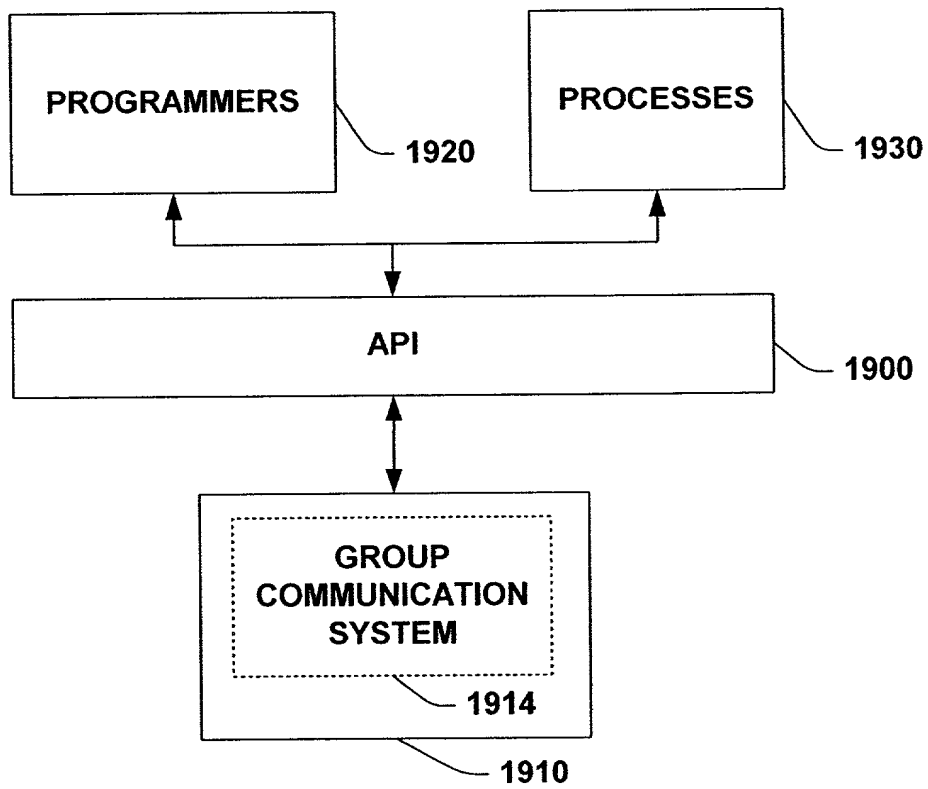 PROGRAMMERS
1920
PROCESSES
1930
API
1900
GROUP
COMMUNICATION
SYSTEM
1914
1910